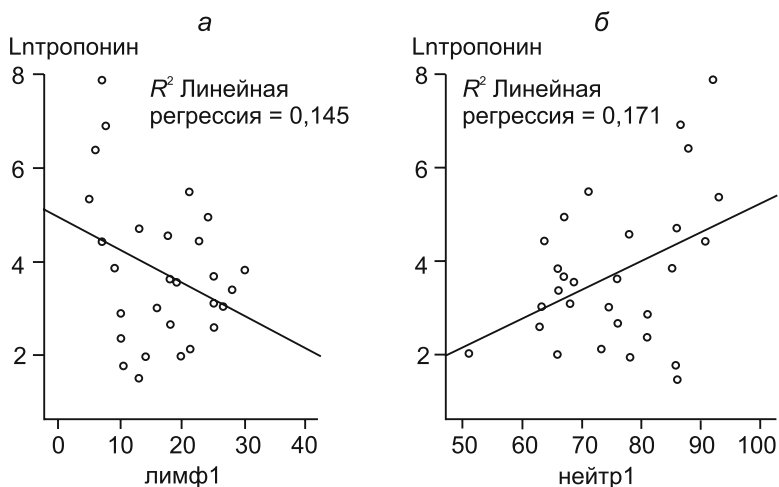 а
Lnтропонин
R² Линейная
регрессия = 0,145
8
6
4
2
0 10 20 30 40
лимф1
б
Lnтропонин
R² Линейная
регрессия = 0,171
8
6
4
2
50 60 70 80 90 100
нейтр1